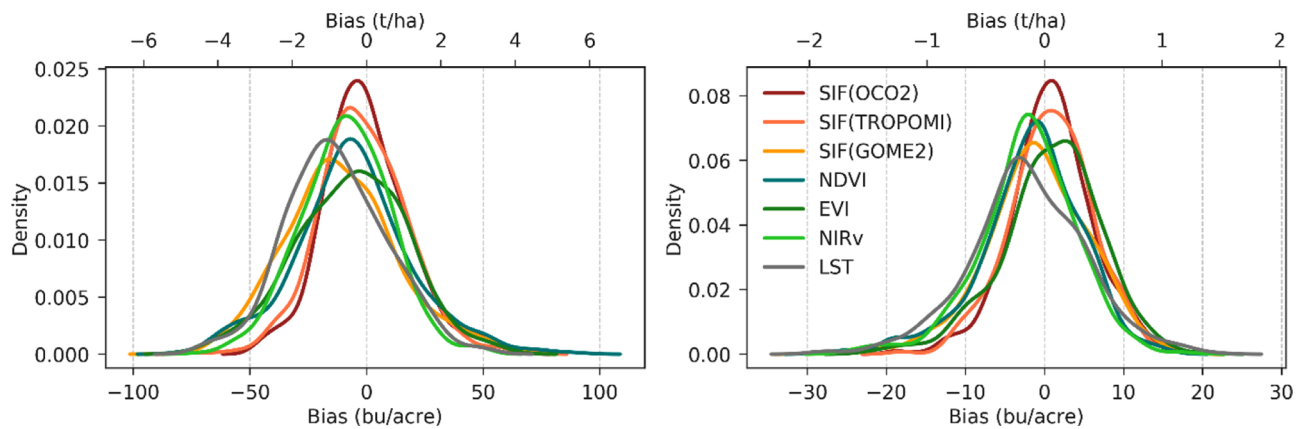 Bias (t/ha)
−6 −4 −2 0 2 4 6
0.025
0.020
0.015
0.010
0.005
0.000
Density
−100 −50 0 50 100
Bias (bu/acre)
Bias (t/ha)
−2 −1 0 1 2
0.08
0.06
0.04
0.02
0.00
Density
SIF(OCO2)
SIF(TROPOMI)
SIF(GOME2)
NDVI
EVI
NIRv
LST
−30 −20 −10 0 10 20 30
Bias (bu/acre)